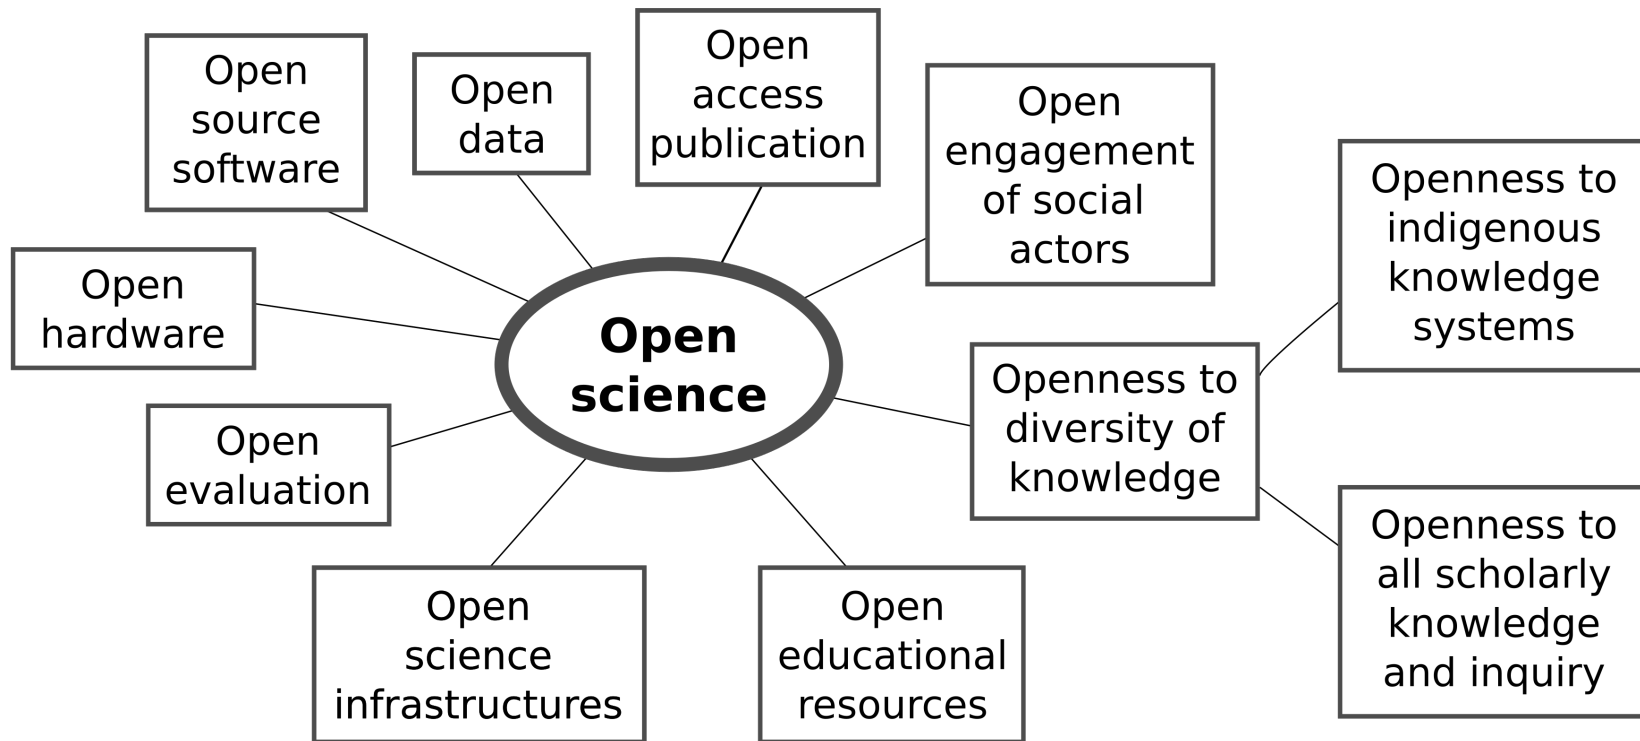 Open
source
software
Open
data
Open
access
publication
Open
engagement
of social
actors
Openness to
indigenous
knowledge
systems
Open
hardware
Open
science
Openness to
diversity of
knowledge
Open
evaluation
Openness to
all scholarly
knowledge
and inquiry
Open
science
infrastructures
Open
educational
resources